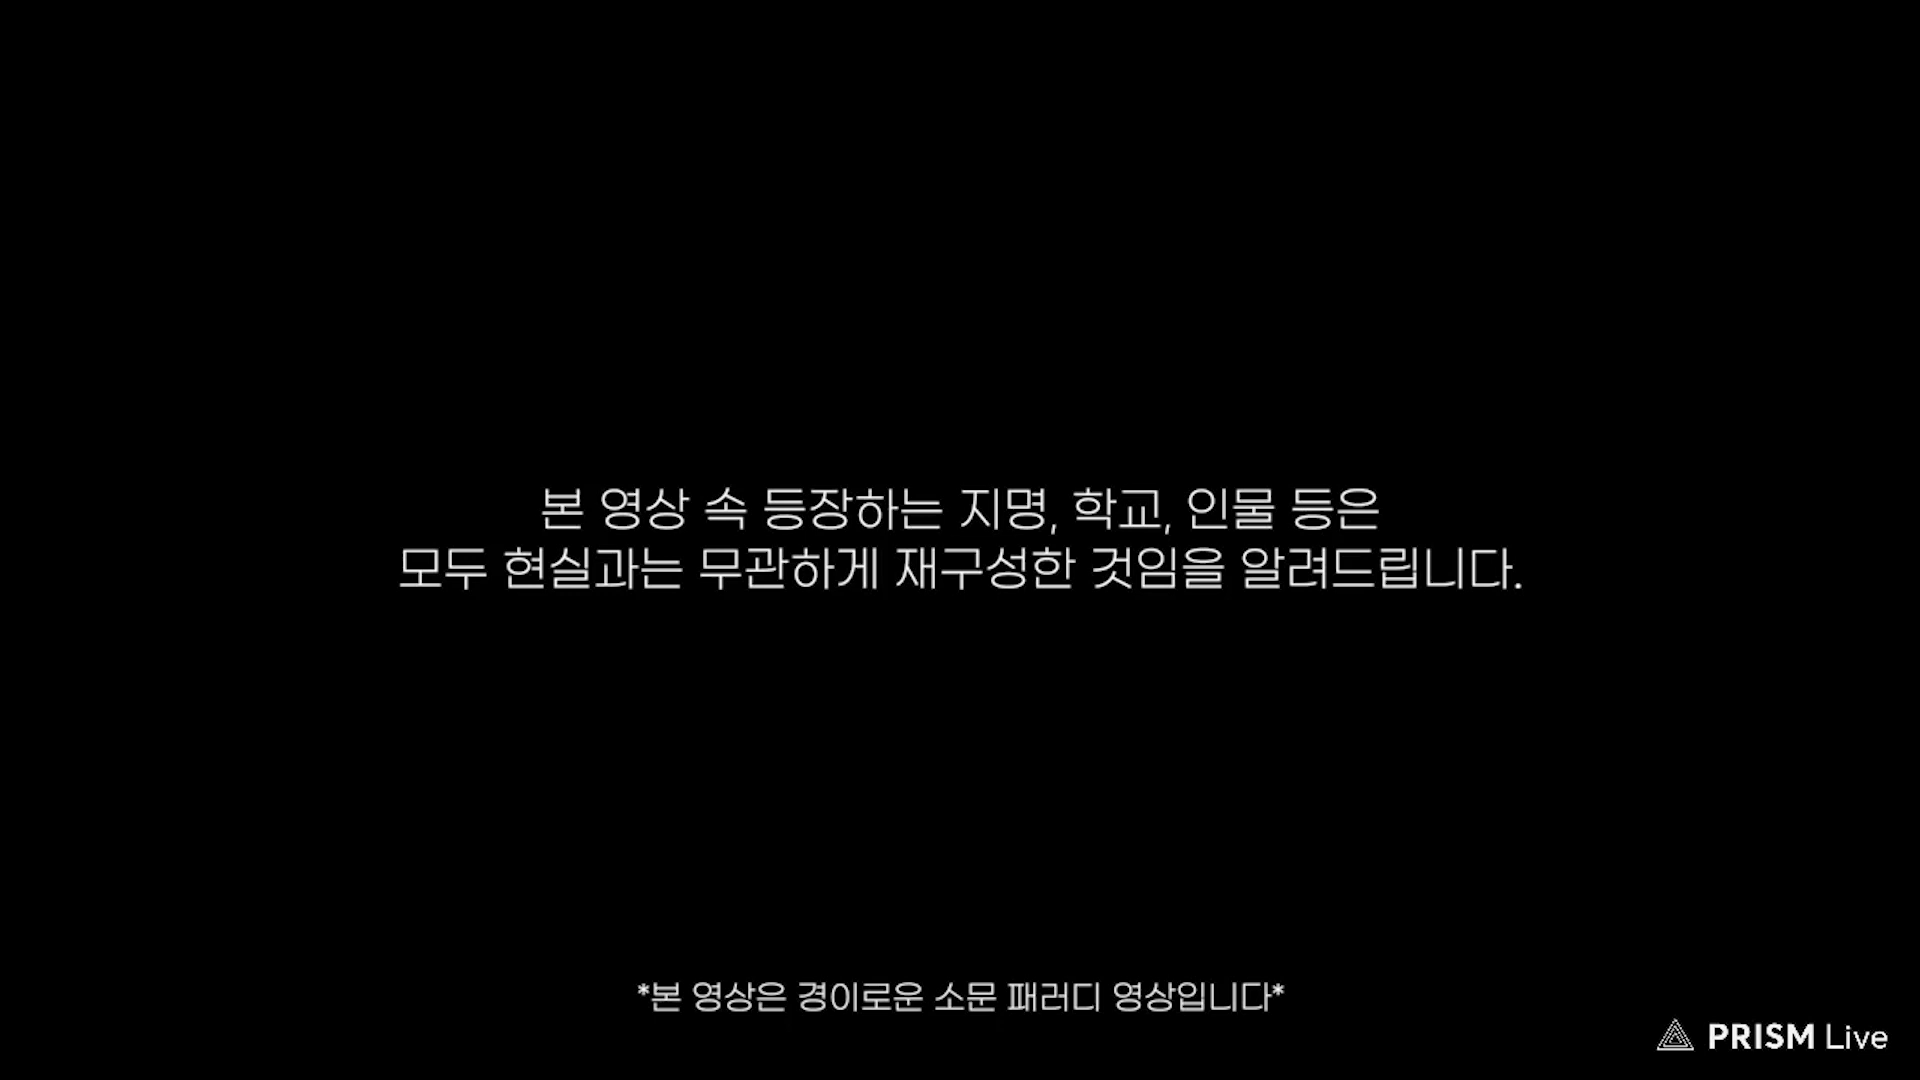 본 영상 속 등장하는 지명, 학교, 인물 등은
모두 현실과는 무관하게 재구성한 것임을 알려드립니다.
*본 영상은 경이로운 소문 패러디 영상입니다*
PRISM Live